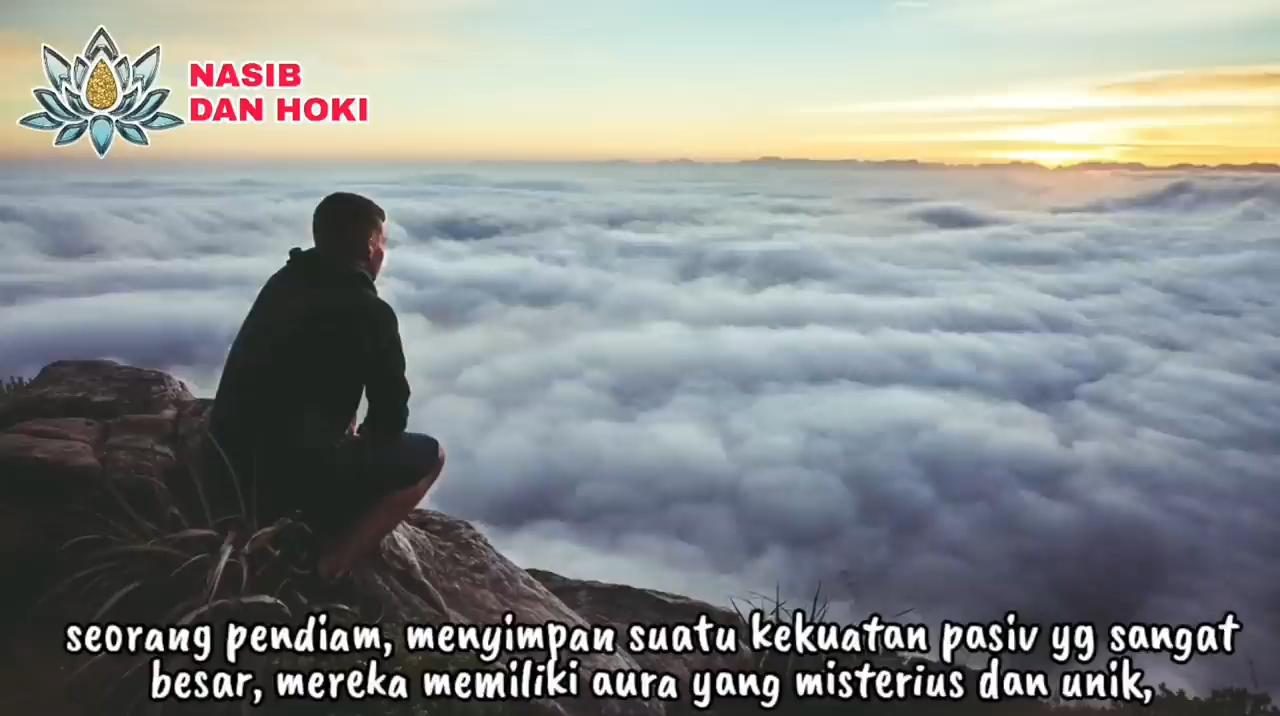 NASIB
DAN HOKI
seorang pendiam, menyimpan suatu kekuatan pasiv yg sangat
besar, mereka memiliki aura yang misterius dan unik,